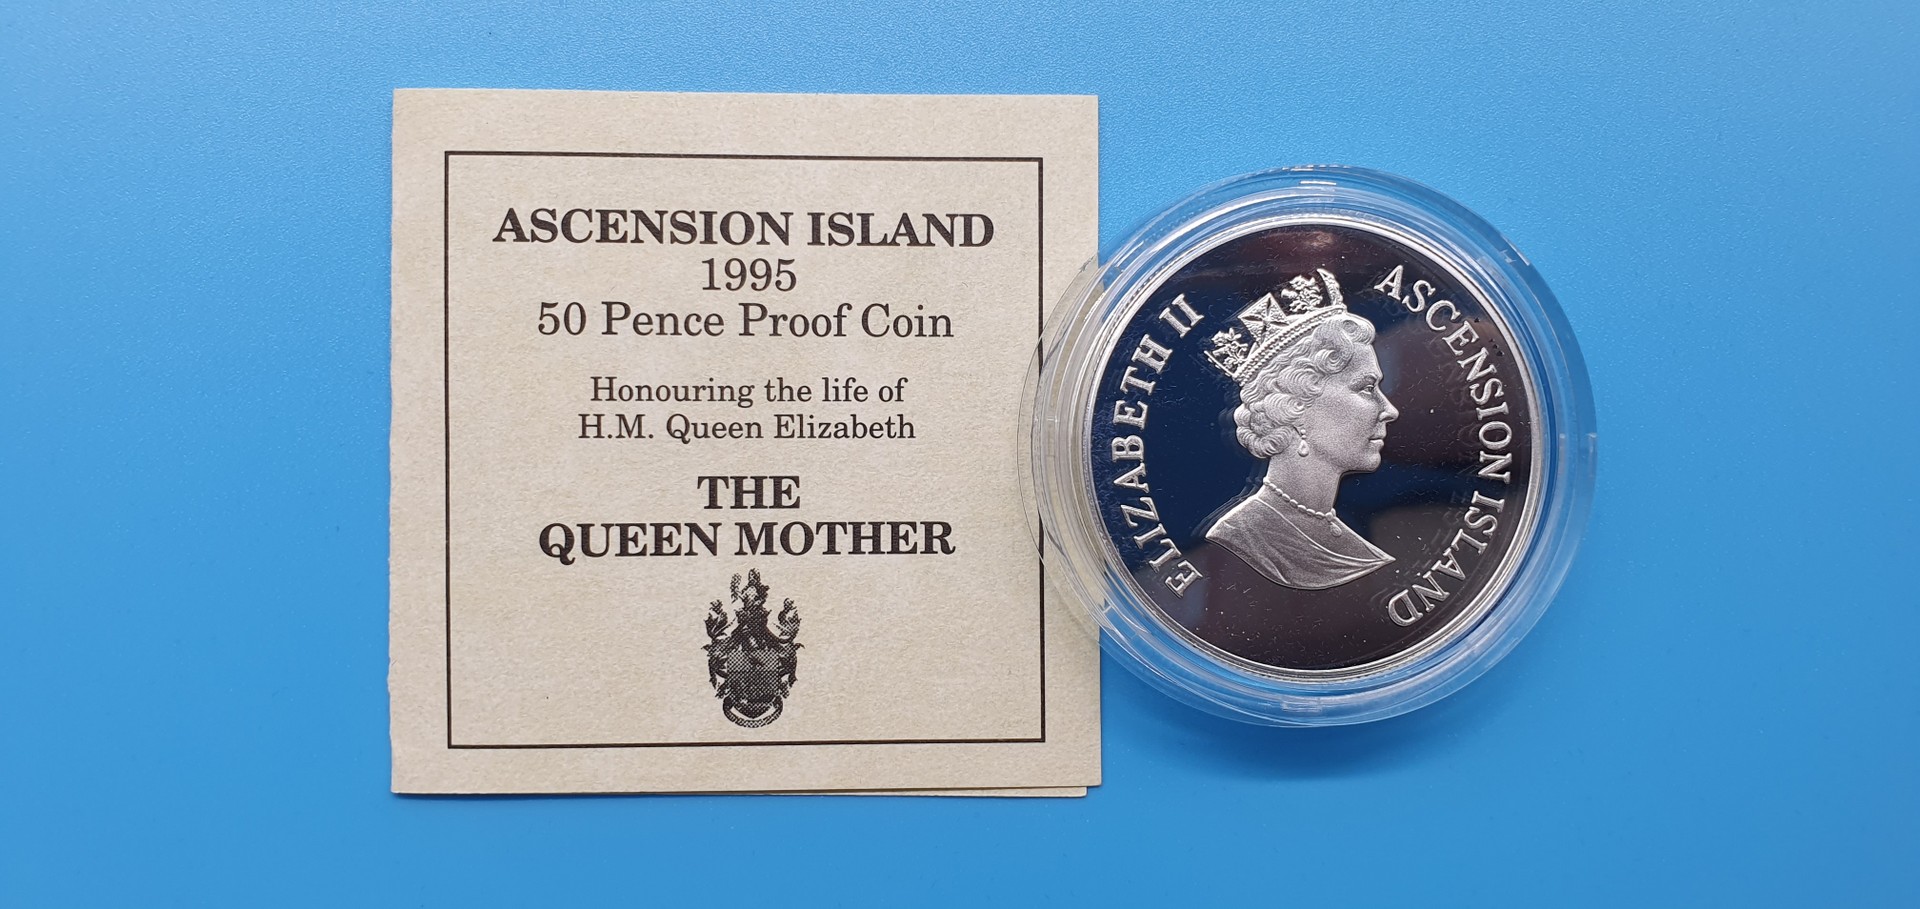 ASCENSION ISLAND
1995
50 Pence Proof Coin
Honouring the life of
H.M. Queen Elizabeth
THE
QUEEN MOTHER
ELIZABETH II
ASCENSION ISLAND